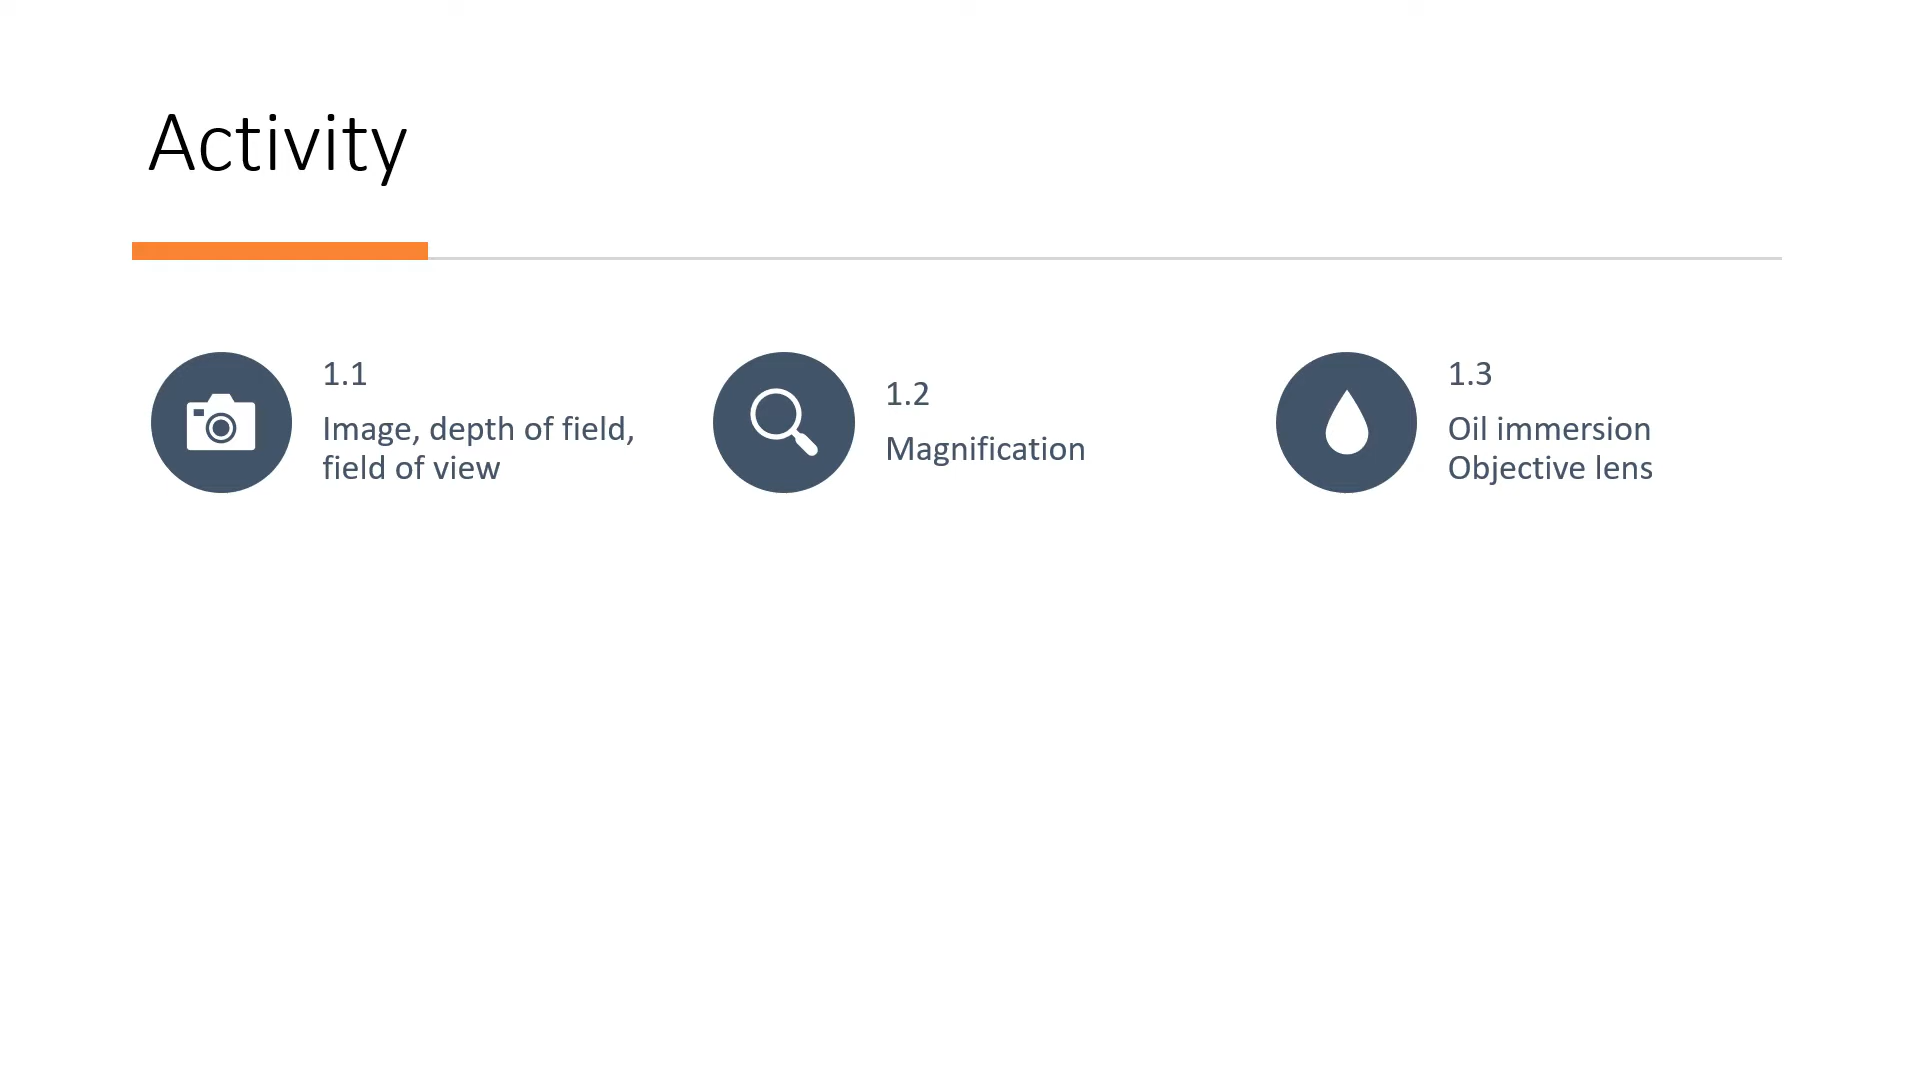 Activity
1.1
Image, depth of field,
field of view
1.2
Magnification
1.3
Oil immersion
Objective lens